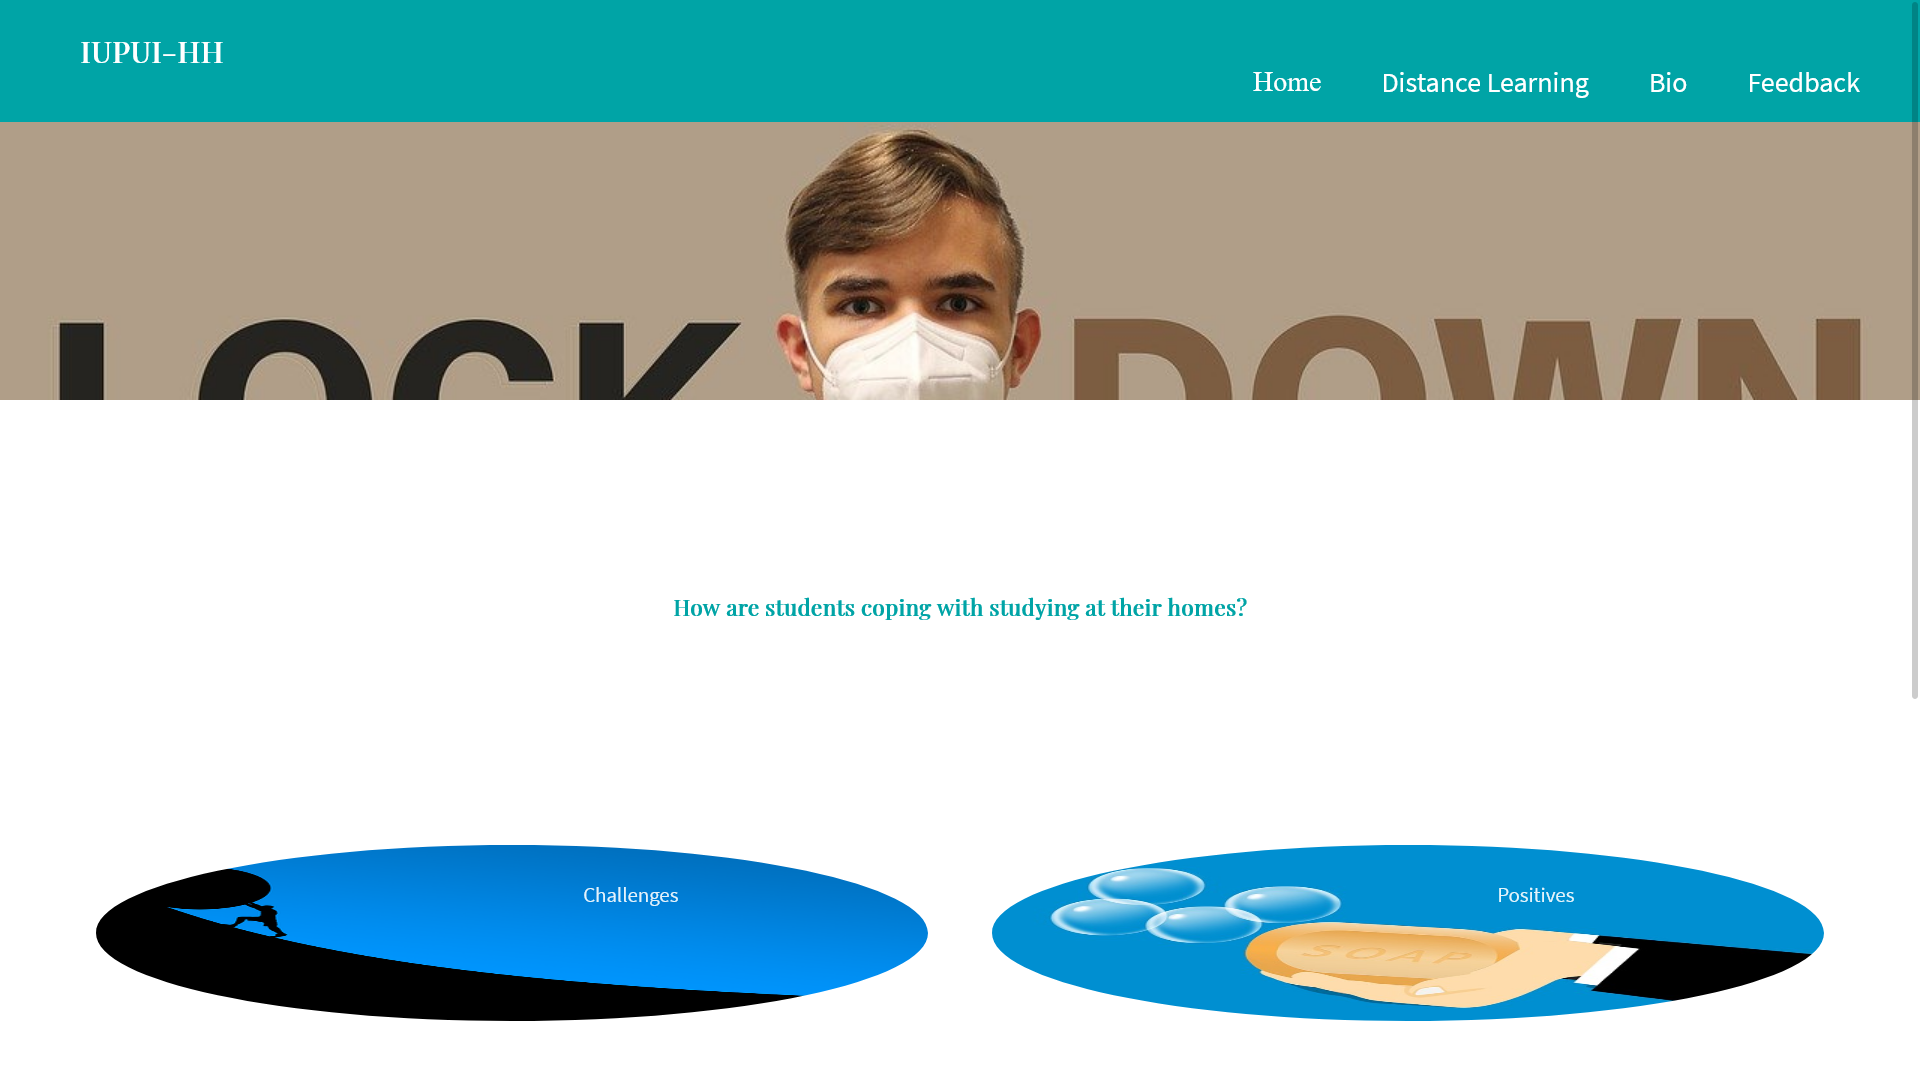 IUPUI-HH
Home Distance Learning Bio Feedback
LOCK DOWN
How are students coping with studying at their homes?
Challenges
Positives
SOAP